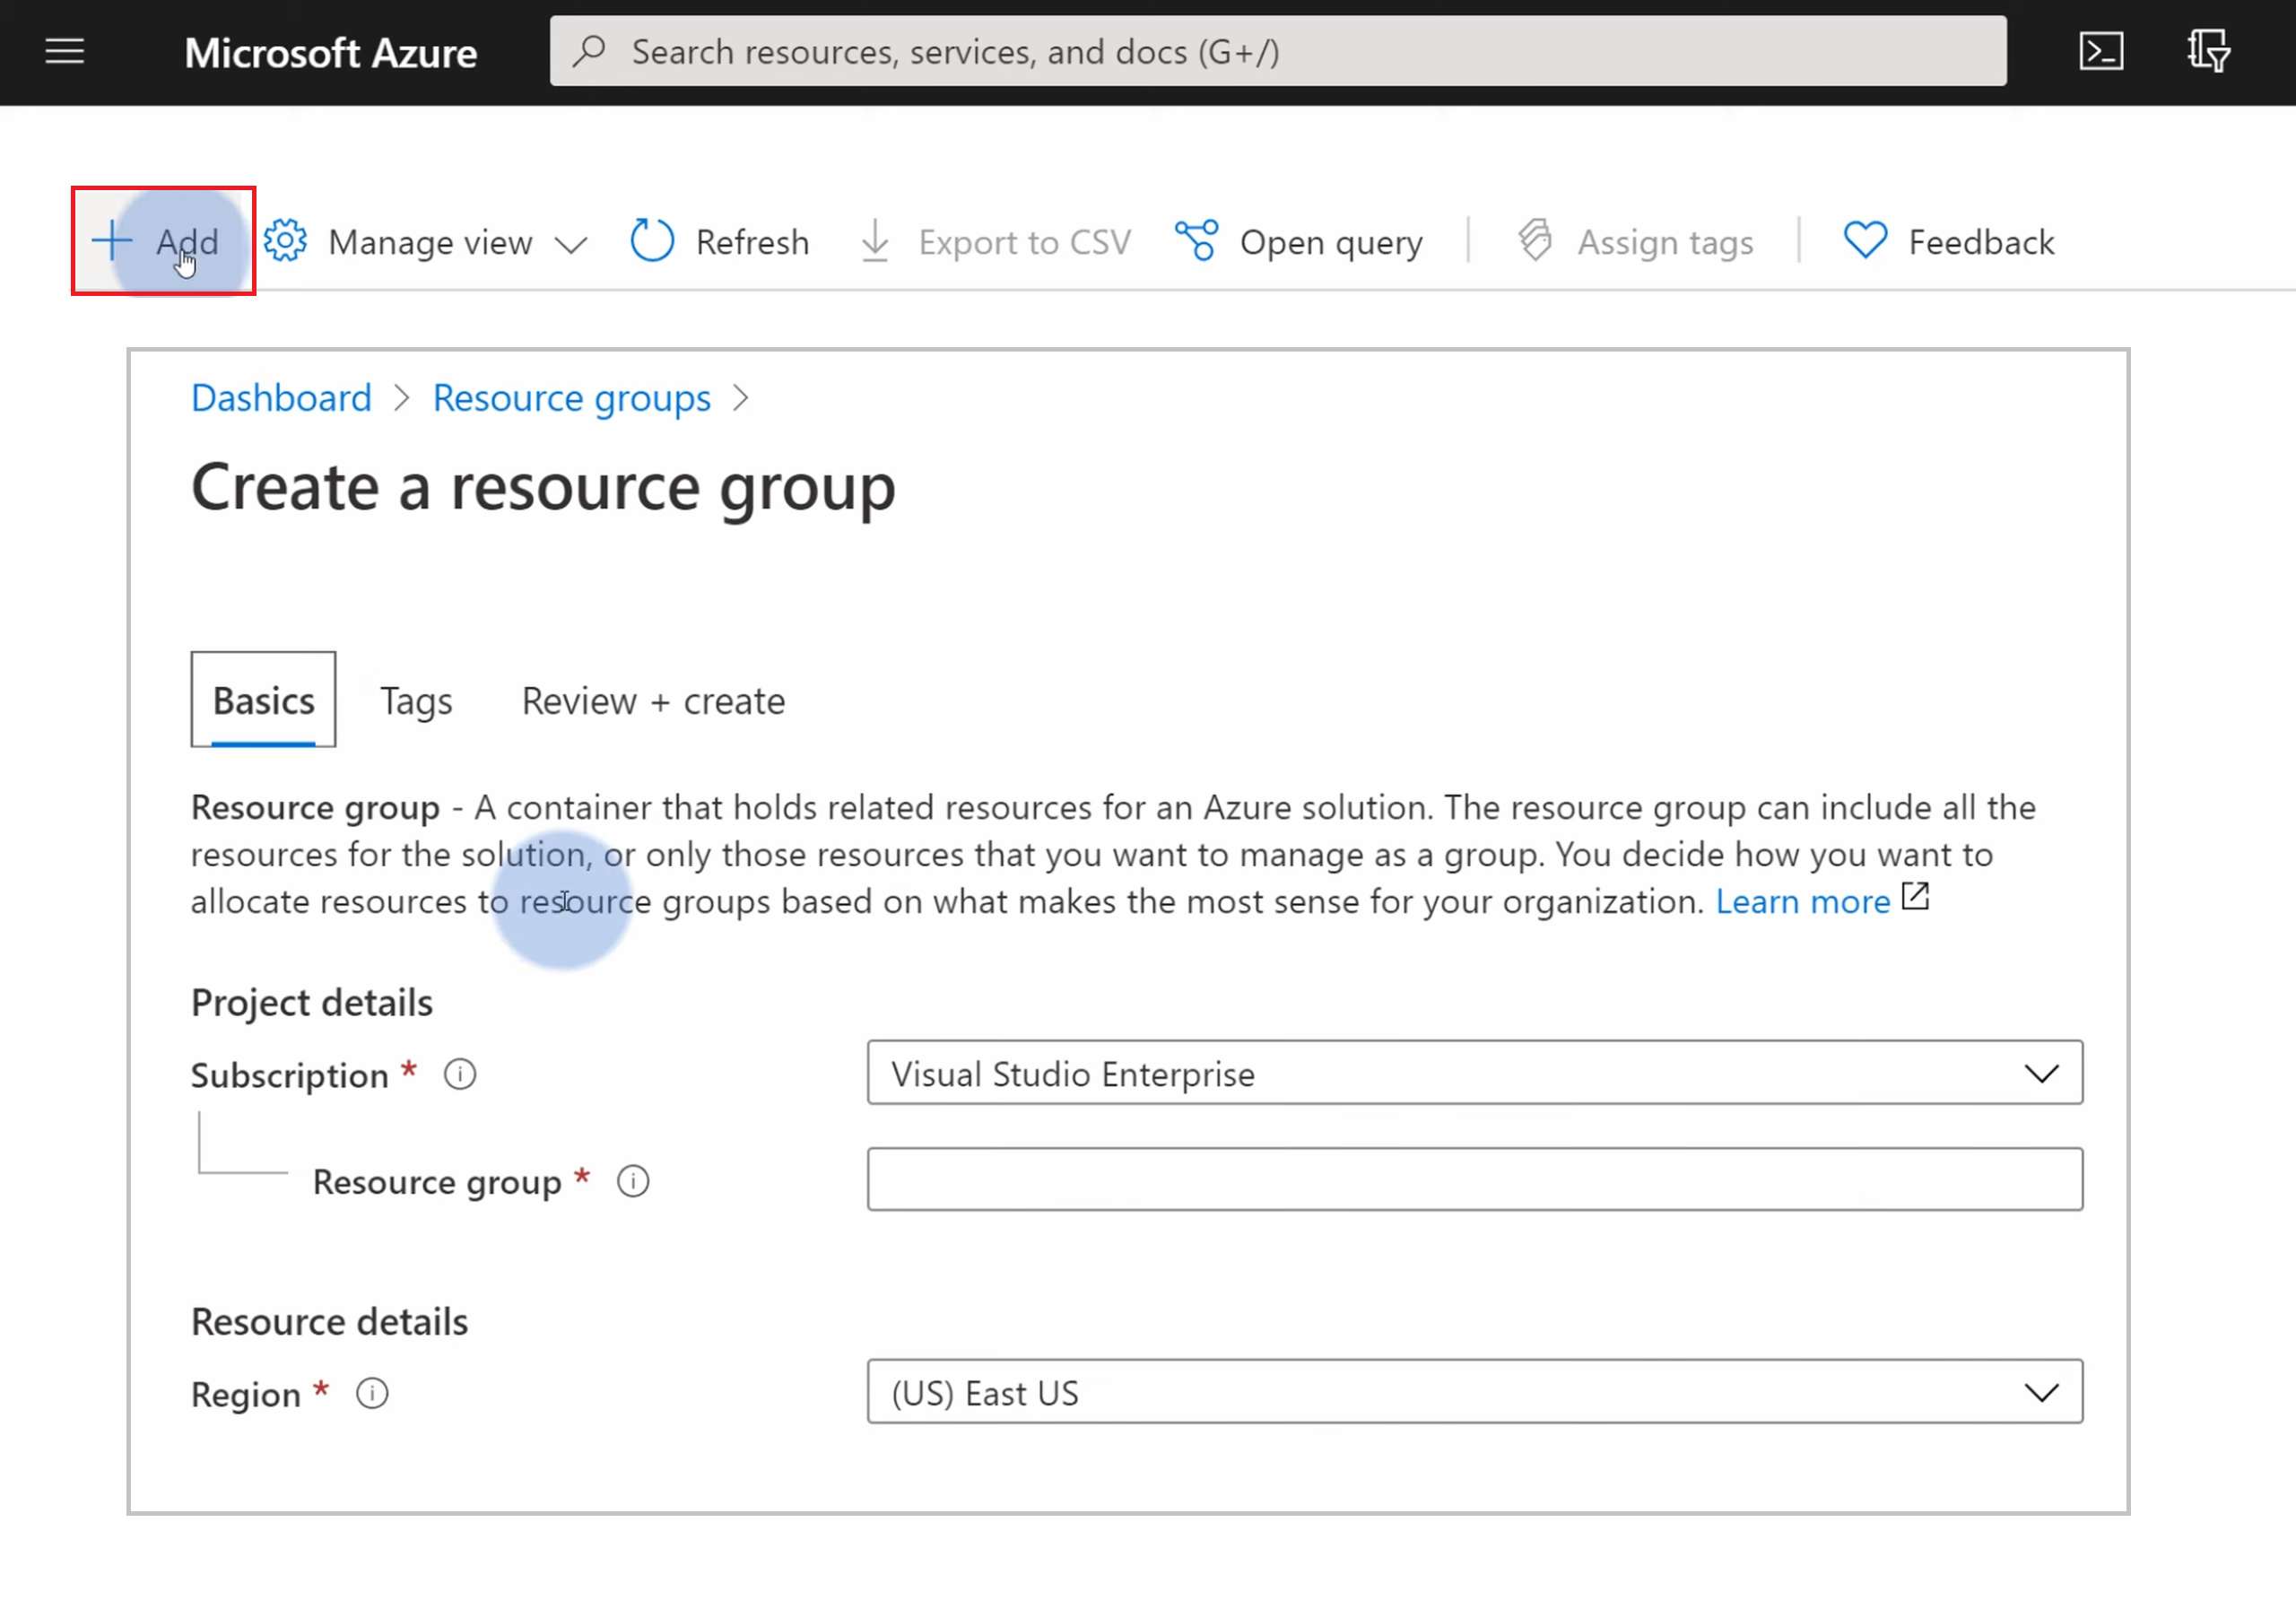 Microsoft Azure
Search resources, services, and docs (G+/)
Add Manage view Refresh Export to CSV Open query Assign tags Feedback
Dashboard > Resource groups >
Create a resource group
Basics Tags Review + create
Resource group - A container that holds related resources for an Azure solution. The resource group can include all the
resources for the solution, or only those resources that you want to manage as a group. You decide how you want to
allocate resources to resource groups based on what makes the most sense for your organization. Learn more
Project details
Subscription * Visual Studio Enterprise
Resource group *
Resource details
Region * (US) East US